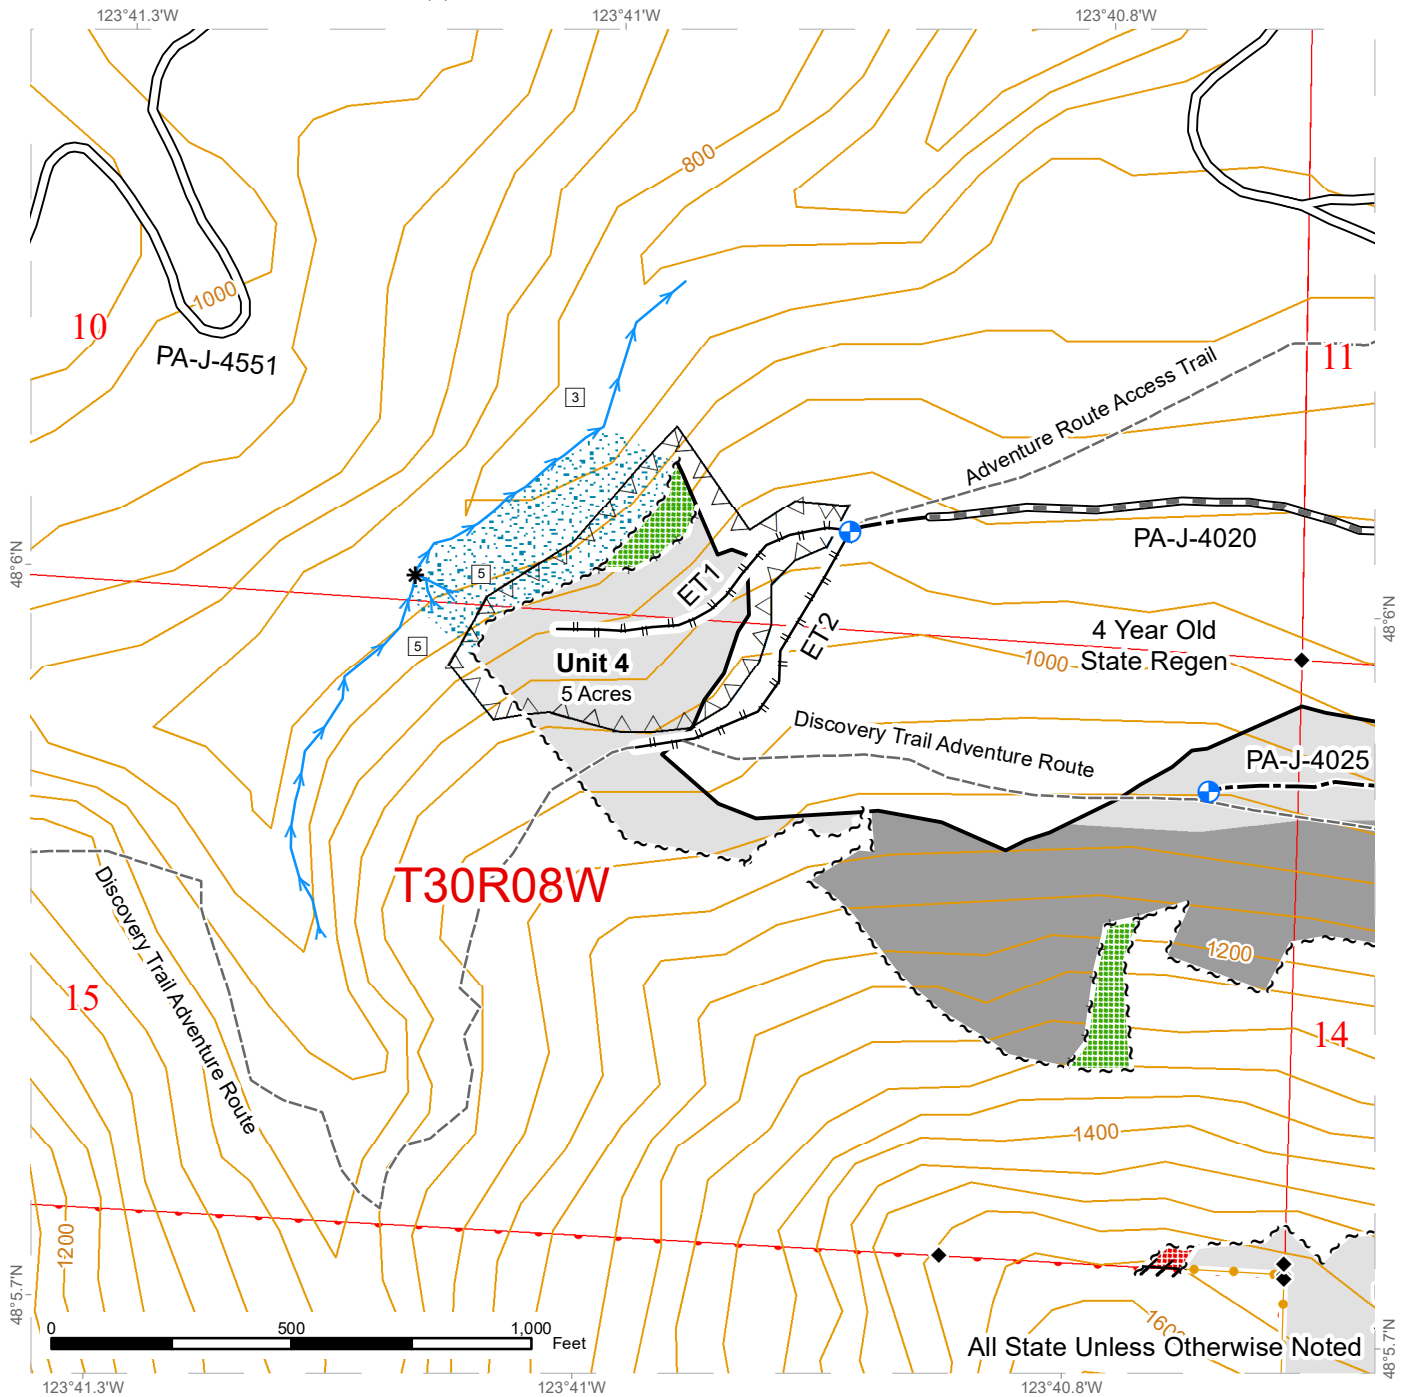 123°41.3'W
123°41'W
123°40.8'W
800
1000
10
PA-J-4551
11
Adventure Route Access Trail
3
PA-J-4020
48°6'N
5
ET1
48°6'N
5
ET2
4 Year Old
State Regen
Unit 4
5 Acres
1000
Discovery Trail Adventure Route
PA-J-4025
T30R08W
Discovery Trail Adventure Route
1200
15
14
1400
1200
48°5.7'N
1600
0 500 1,000
Feet
All State Unless Otherwise Noted
48°5.7'N
123°41.3'W
123°41'W
123°40.8'W